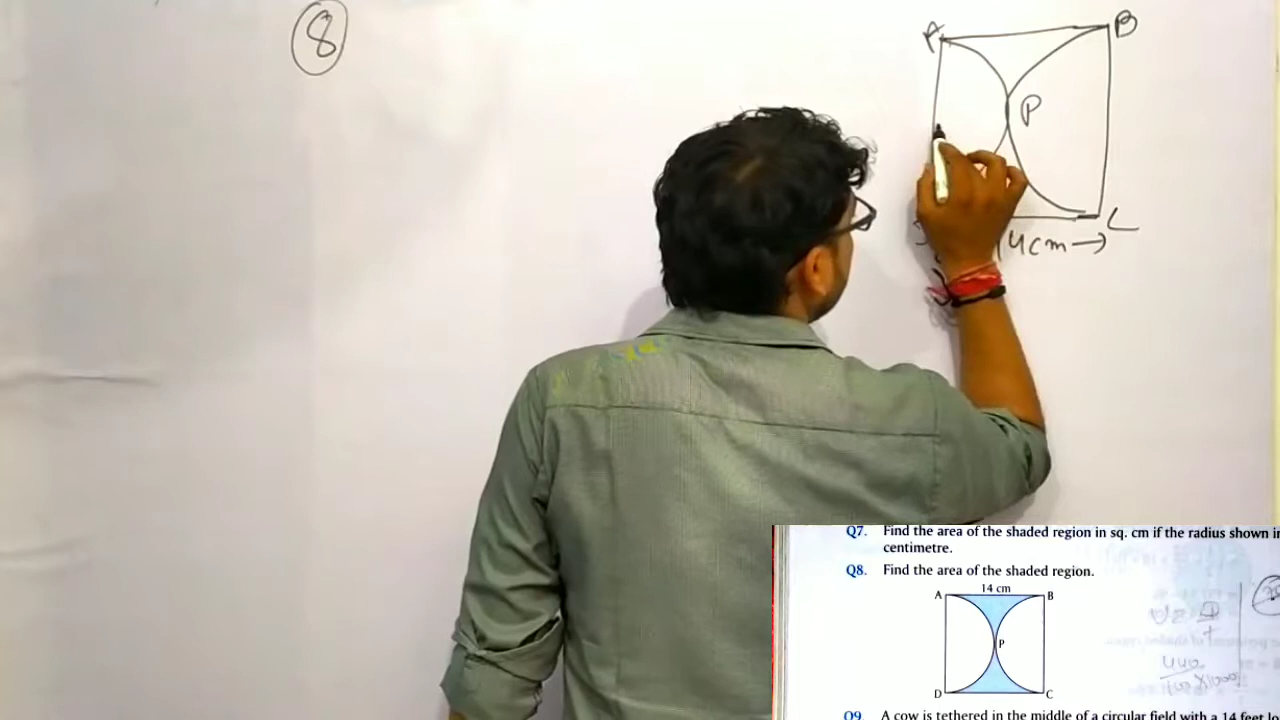 8
A
B
P
14cm
C
Q7. Find the area of the shaded region in sq. cm if the radius shown in
centimetre.
Q8. Find the area of the shaded region.
14 cm
A
B
P
D
C
Q9. A cow is tethered in the middle of a circular field with a 14 feet lo